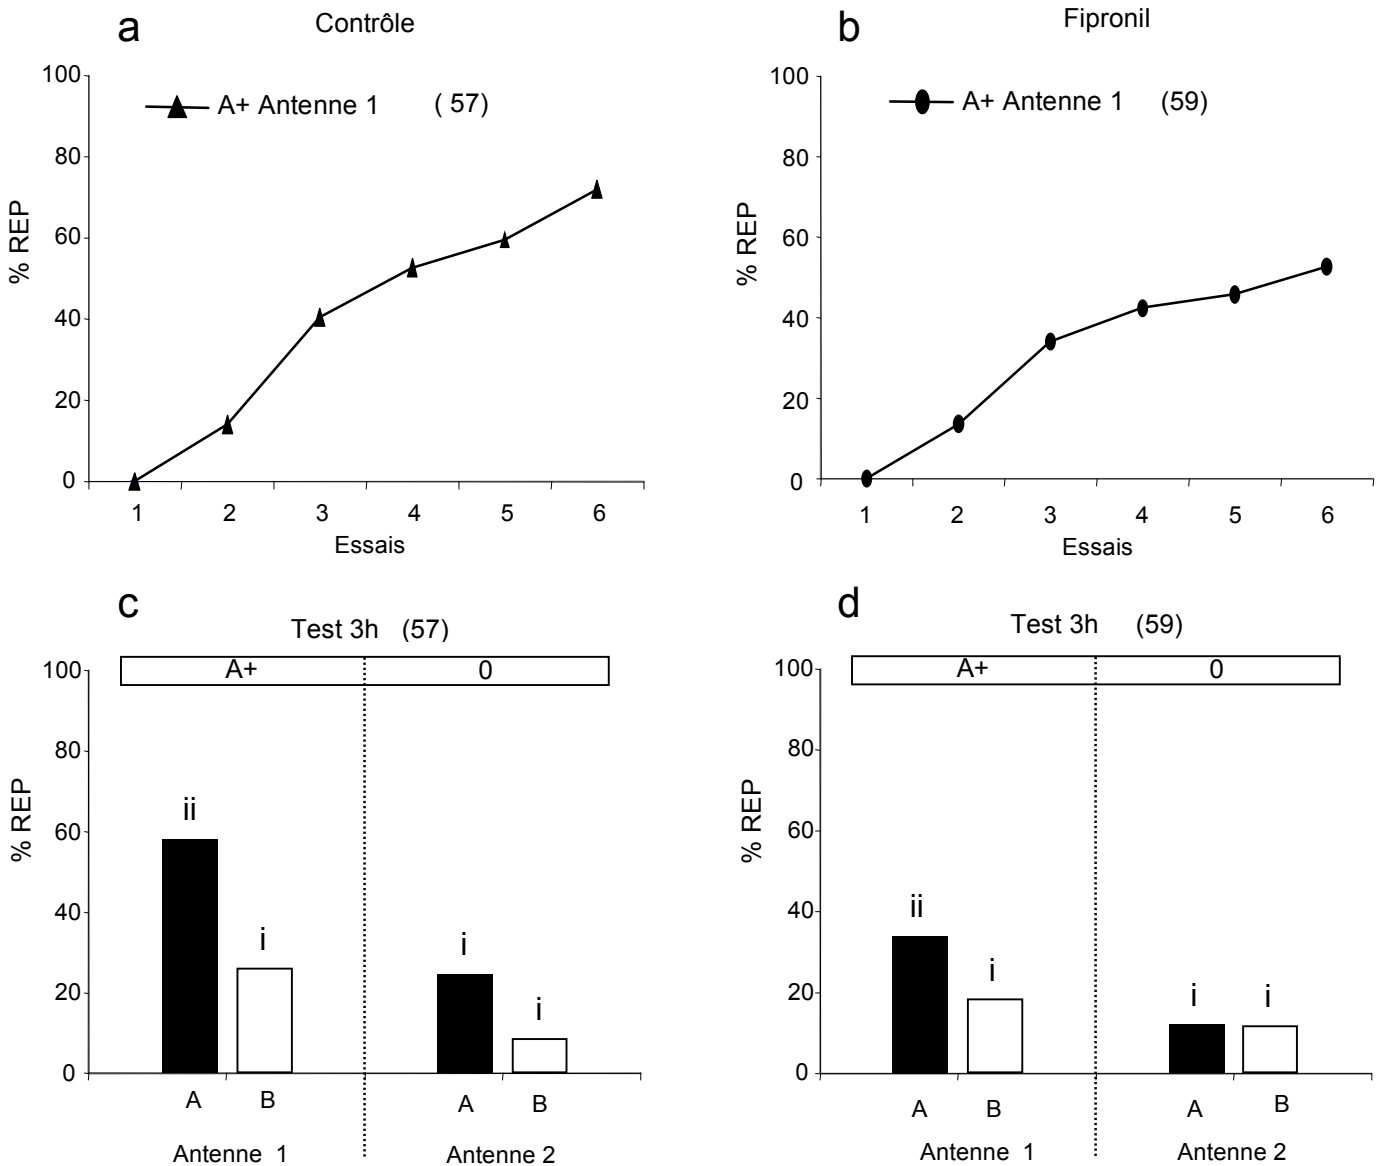 a
Contrôle
100
80
60
40
20
0
% REP
A+ Antenne 1 ( 57)
1 2 3 4 5 6
Essais
b
Fipronil
100
80
60
40
20
0
% REP
A+ Antenne 1 (59)
1 2 3 4 5 6
Essais
c
Test 3h (57)
100
80
60
40
20
0
% REP
A+ 0
ii
i
i
i
A B A B
Antenne 1 Antenne 2
d
Test 3h (59)
100
80
60
40
20
0
% REP
A+ 0
ii
i
i i
A B A B
Antenne 1 Antenne 2